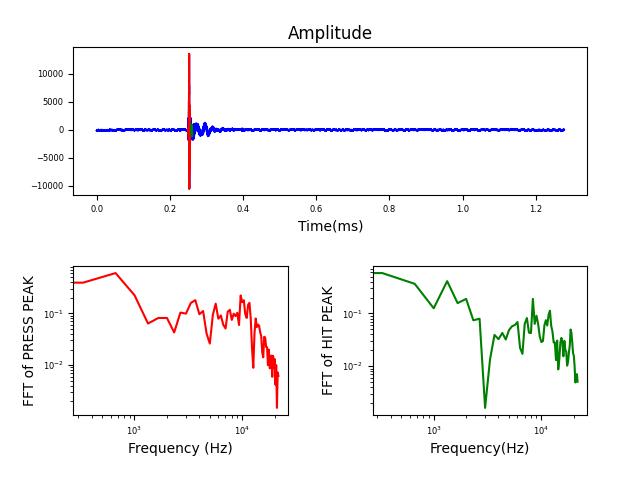 Amplitude
10000
5000
0
−5000
−10000
0.0 0.2 0.4 0.6 0.8 1.0 1.2
Time(ms)
FFT of PRESS PEAK
10⁻¹
10⁻²
10³ 10⁴
Frequency (Hz)
FFT of HIT PEAK
10⁻¹
10⁻²
10³ 10⁴
Frequency(Hz)